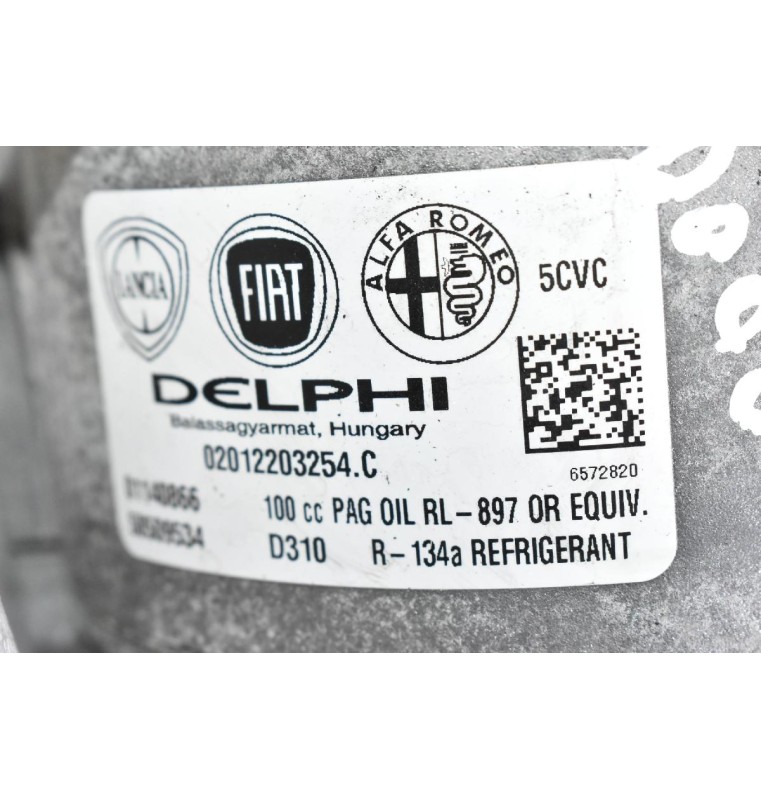 LANCIA FIAT ALFA ROMEO 5CVC
DELPHI
Balassagyarmat, Hungary
02012203254.C
6572820
100 cc PAG OIL RL-897 OR EQUIV.
D310 R-134a REFRIGERANT